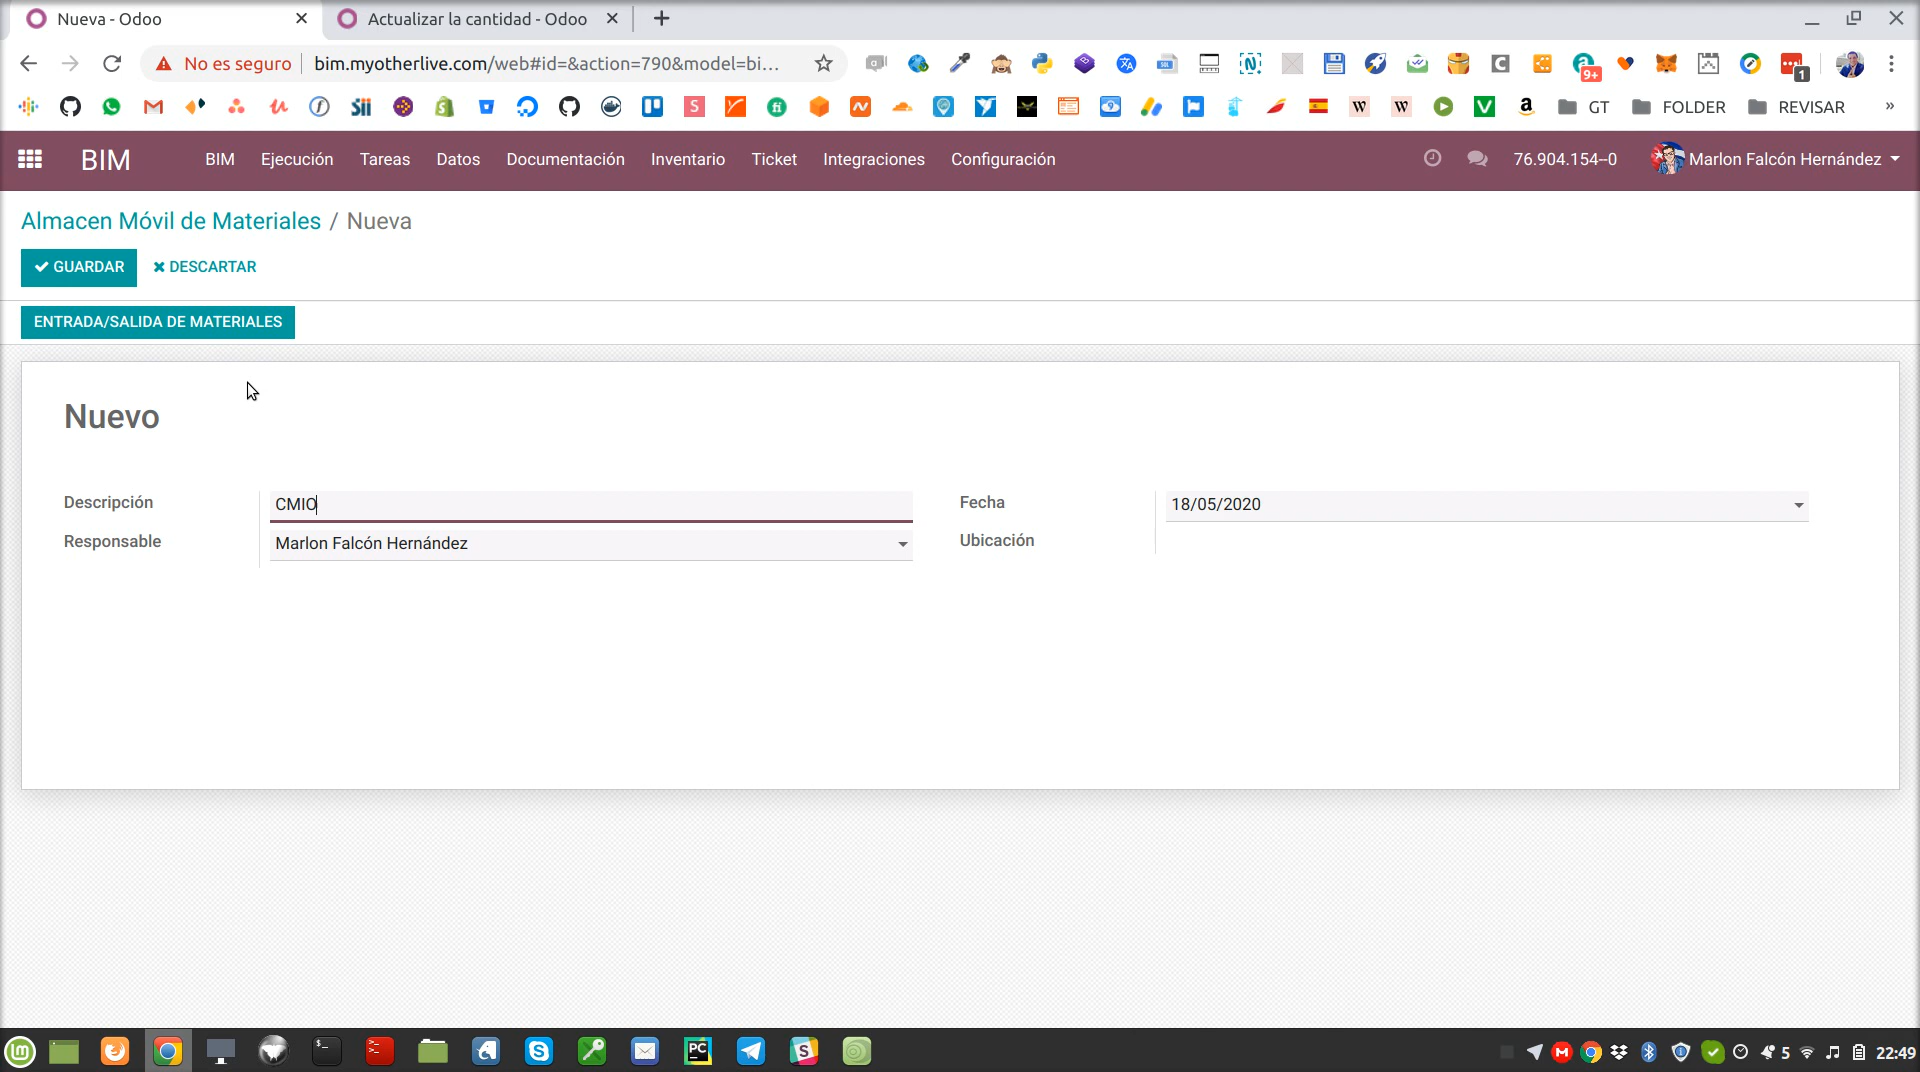 Nueva - Odoo
Actualizar la cantidad - Odoo
No es seguro
bim.myotherlive.com/web#id=&action=790&model=bi...
9+
1
GT
FOLDER
REVISAR
»
BIM
BIM
Ejecución
Tareas
Datos
Documentación
Inventario
Ticket
Integraciones
Configuración
76.904.154-0
Marlon Falcón Hernández
Almacen Móvil de Materiales / Nueva
GUARDAR
DESCARTAR
ENTRADA/SALIDA DE MATERIALES
Nuevo
Descripción
CMIO
Fecha
18/05/2020
Responsable
Marlon Falcón Hernández
Ubicación
5
22:49